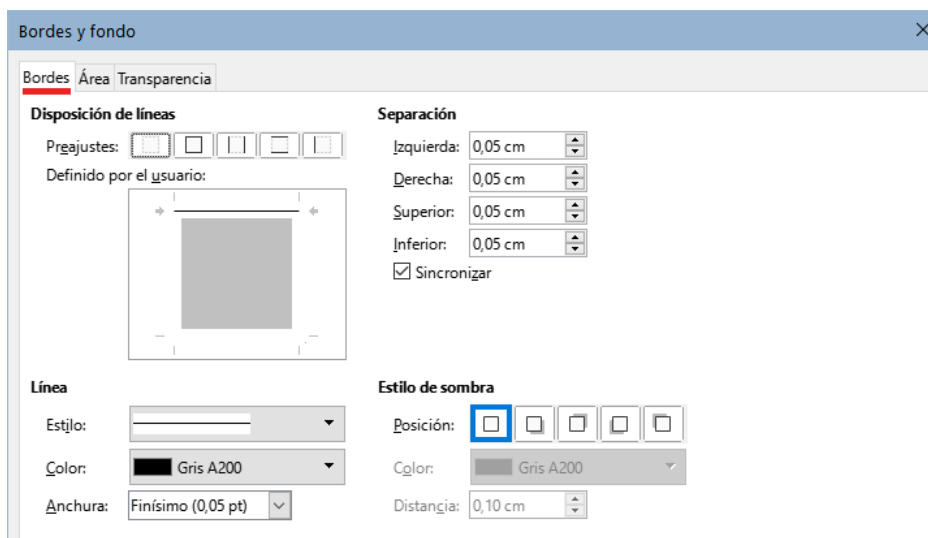 Bordes y fondo
Bordes Área Transparencia
Disposición de líneas
Preajustes:
Definido por el usuario:
Separación
Izquierda: 0,05 cm
Derecha: 0,05 cm
Superior: 0,05 cm
Inferior: 0,05 cm
Sincronizar
Línea
Estilo:
Color: Gris A200
Anchura: Finísimo (0,05 pt)
Estilo de sombra
Posición:
Color: Gris A200
Distancia: 0,10 cm